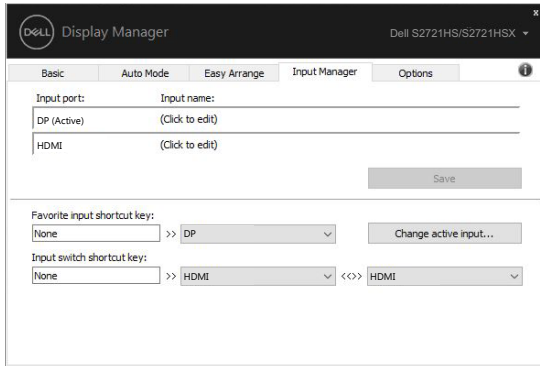 x
DELL Display Manager
Dell S2721HS/S2721HSX
Basic Auto Mode Easy Arrange Input Manager Options i
Input port: Input name:
DP (Active) (Click to edit)
HDMI (Click to edit)
Save
Favorite input shortcut key:
None >> DP Change active input...
Input switch shortcut key:
None >> HDMI <<>> HDMI